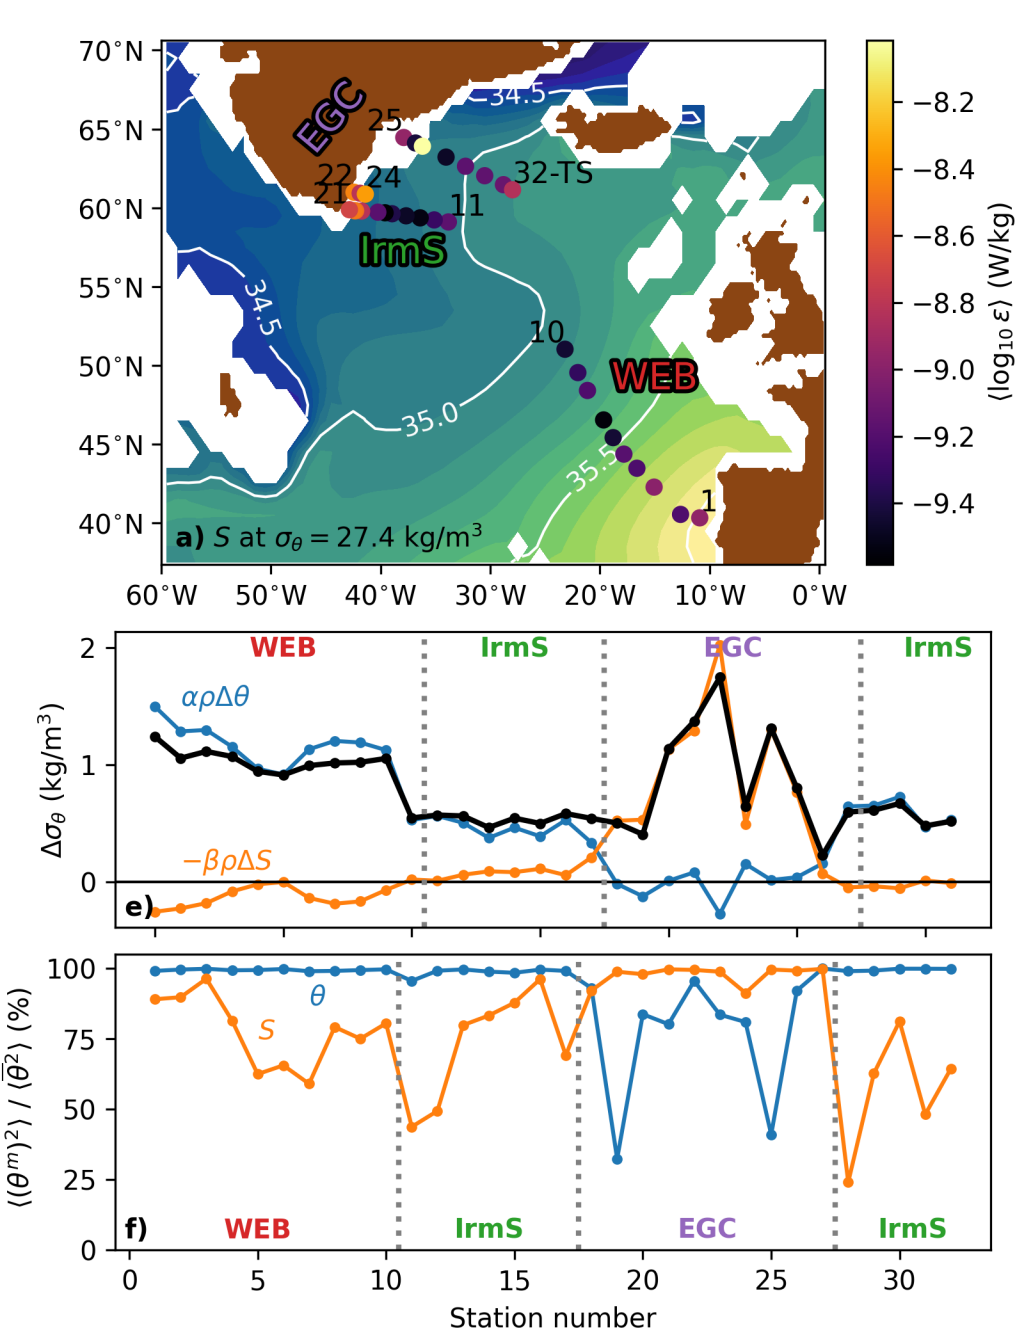 70°N
65°N
60°N
55°N
50°N
45°N
40°N
60°W
50°W
40°W
30°W
20°W
10°W
0°W
EGC
25
22
24
21
32-TS
11
IrmS
10
WEB
1
−34.5
34.5
35.0
35.5
a) S at σθ = 27.4 kg/m³
−8.2
−8.4
−8.6
−8.8
−9.0
−9.2
−9.4
⟨log₁₀ ε⟩ (W/kg)
WEB
IrmS
EGC
IrmS
2
1
0
Δσθ (kg/m³)
αρΔθ
−βρΔS
e)
100
75
50
25
0
⟨(θᵐ)²⟩ / ⟨θ̅²⟩ (%)
θ
S
f)
WEB
IrmS
EGC
IrmS
0
5
10
15
20
25
30
Station number